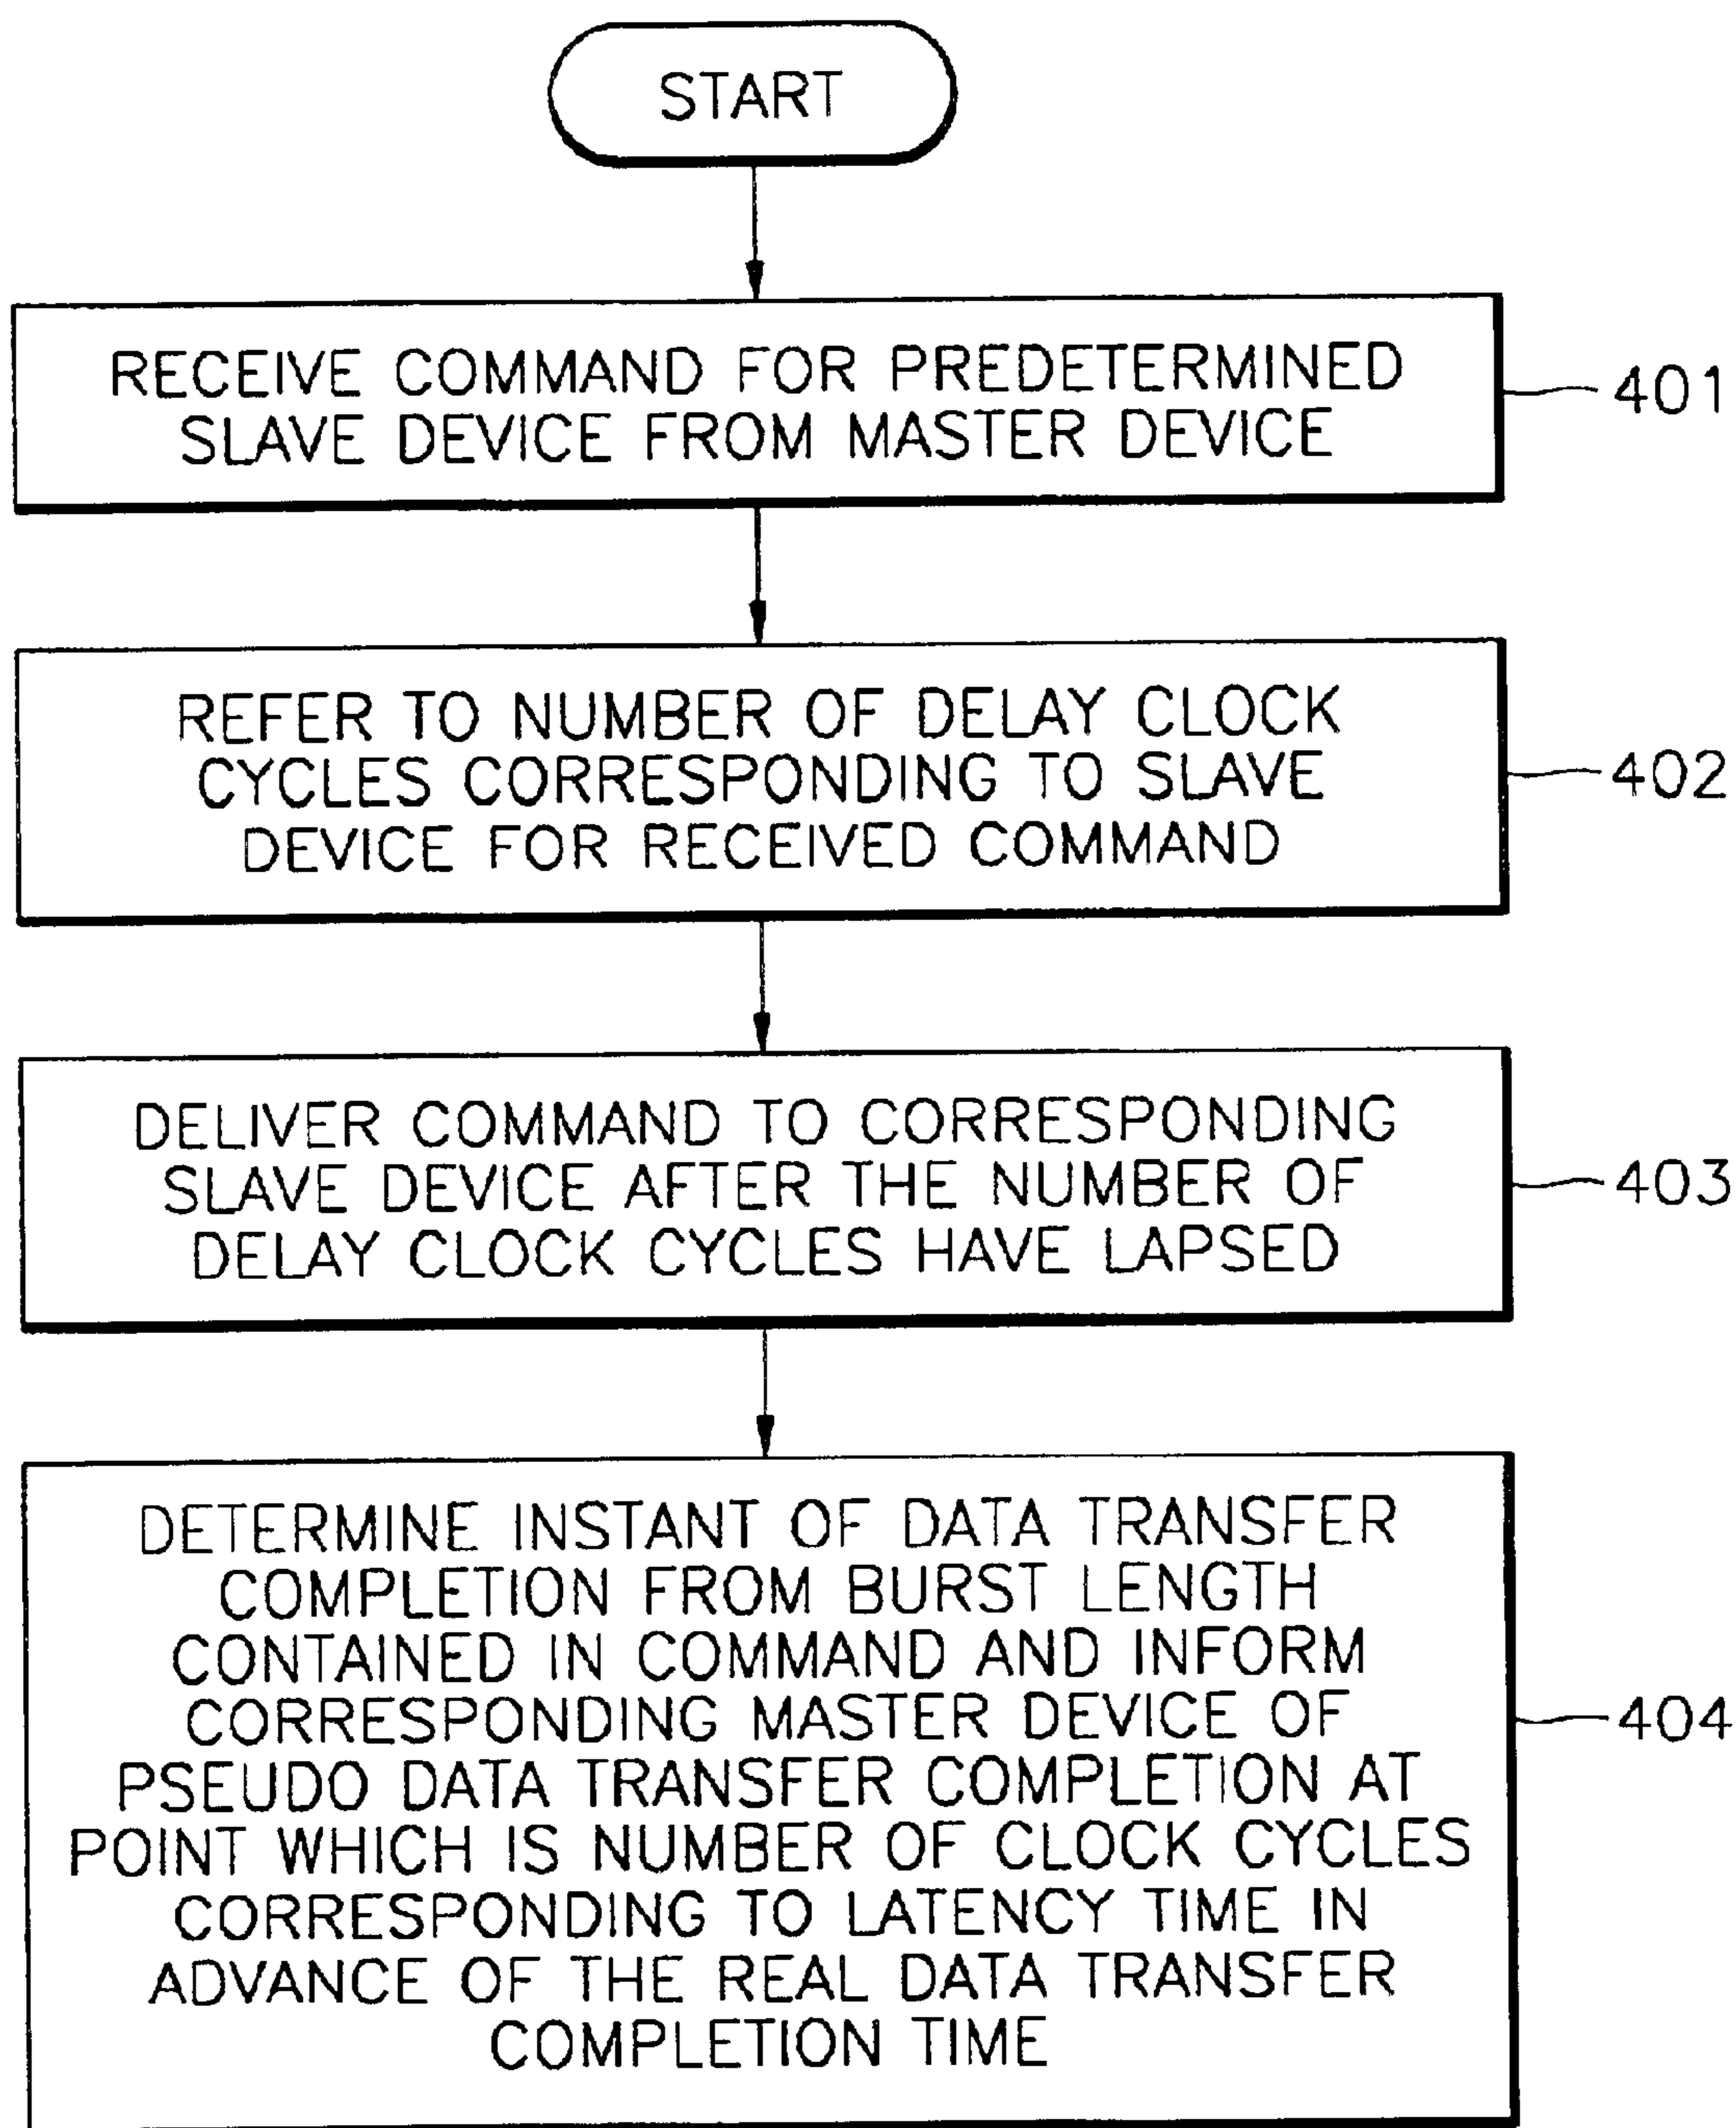 START
RECEIVE COMMAND FOR PREDETERMINED
SLAVE DEVICE FROM MASTER DEVICE
401
REFER TO NUMBER OF DELAY CLOCK
CYCLES CORRESPONDING TO SLAVE
DEVICE FOR RECEIVED COMMAND
402
DELIVER COMMAND TO CORRESPONDING
SLAVE DEVICE AFTER THE NUMBER OF
DELAY CLOCK CYCLES HAVE LAPSED
403
DETERMINE INSTANT OF DATA TRANSFER
COMPLETION FROM BURST LENGTH
CONTAINED IN COMMAND AND INFORM
CORRESPONDING MASTER DEVICE OF
PSEUDO DATA TRANSFER COMPLETION AT
POINT WHICH IS NUMBER OF CLOCK CYCLES
CORRESPONDING TO LATENCY TIME IN
ADVANCE OF THE REAL DATA TRANSFER
COMPLETION TIME
404